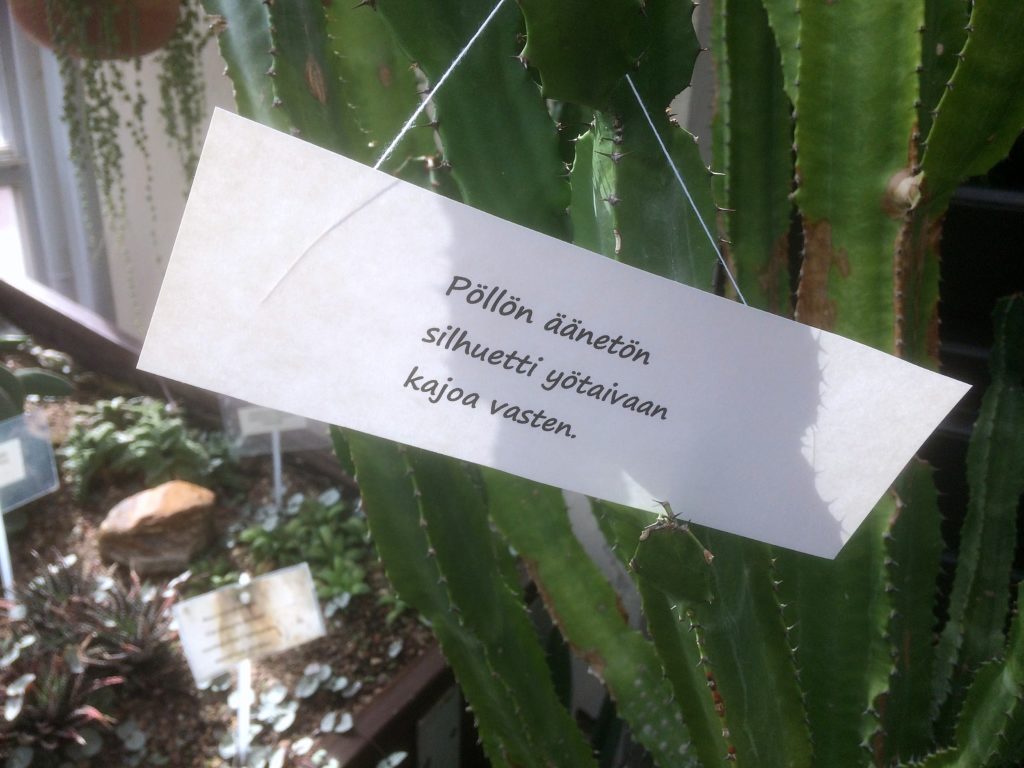 Pöllön äänetön
silhuetti yötaivaan
kajoa vasten.